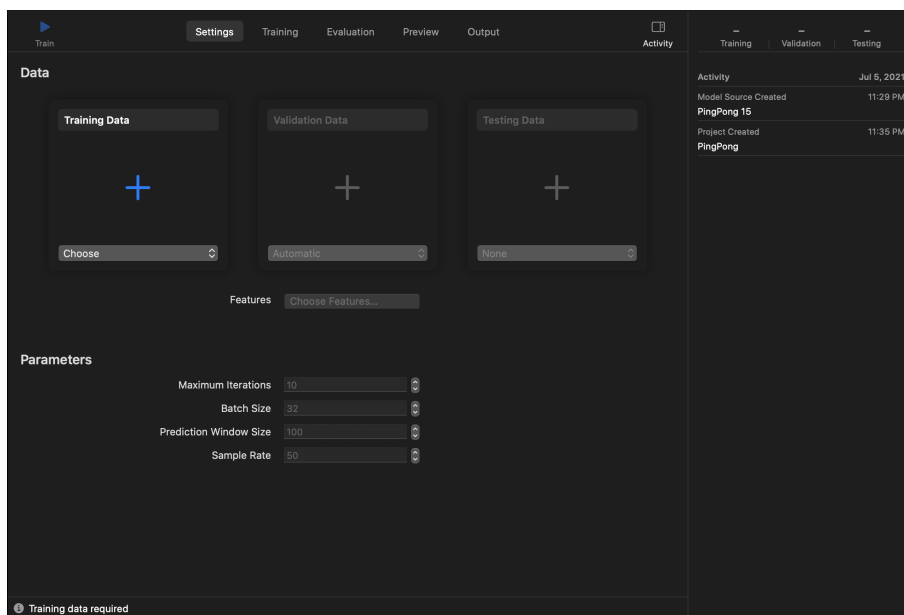 Train
Settings
Training
Evaluation
Preview
Output
Activity
– – –
Training Validation Testing
Data
Training Data
Validation Data
Testing Data
Choose
Automatic
None
Features Choose Features...
Parameters
Maximum Iterations 10
Batch Size 32
Prediction Window Size 100
Sample Rate 50
Activity Jul 5, 2021
Model Source Created 11:29 PM
PingPong 15
Project Created 11:35 PM
PingPong
Training data required